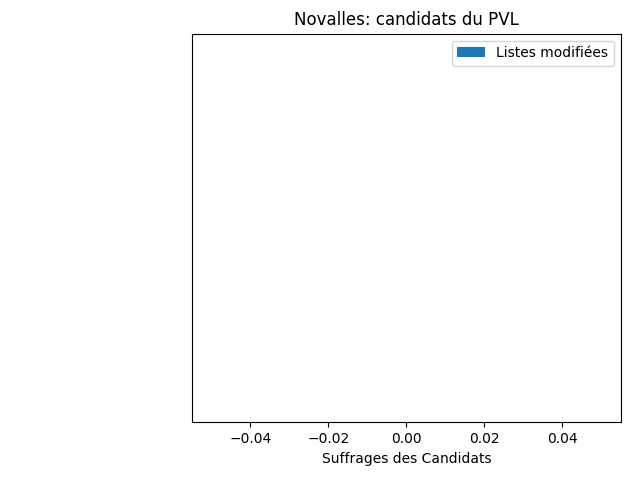 Novalles: candidats du PVL
Listes modifiées
−0.04 −0.02 0.00 0.02 0.04
Suffrages des Candidats